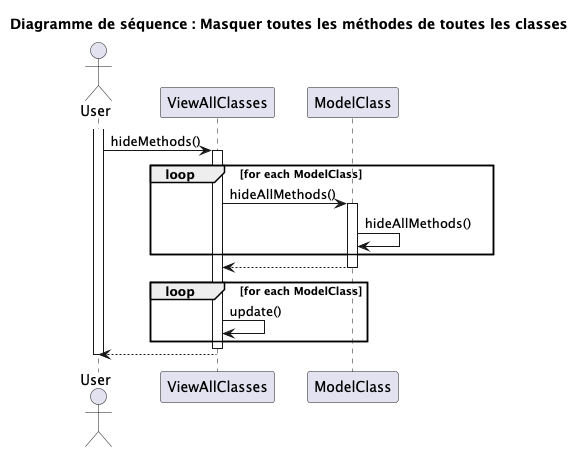 Diagramme de séquence : Masquer toutes les méthodes de toutes les classes
User
ViewAllClasses
ModelClass
hideMethods()
loop
[for each ModelClass]
hideAllMethods()
hideAllMethods()
loop
[for each ModelClass]
update()
User
ViewAllClasses
ModelClass